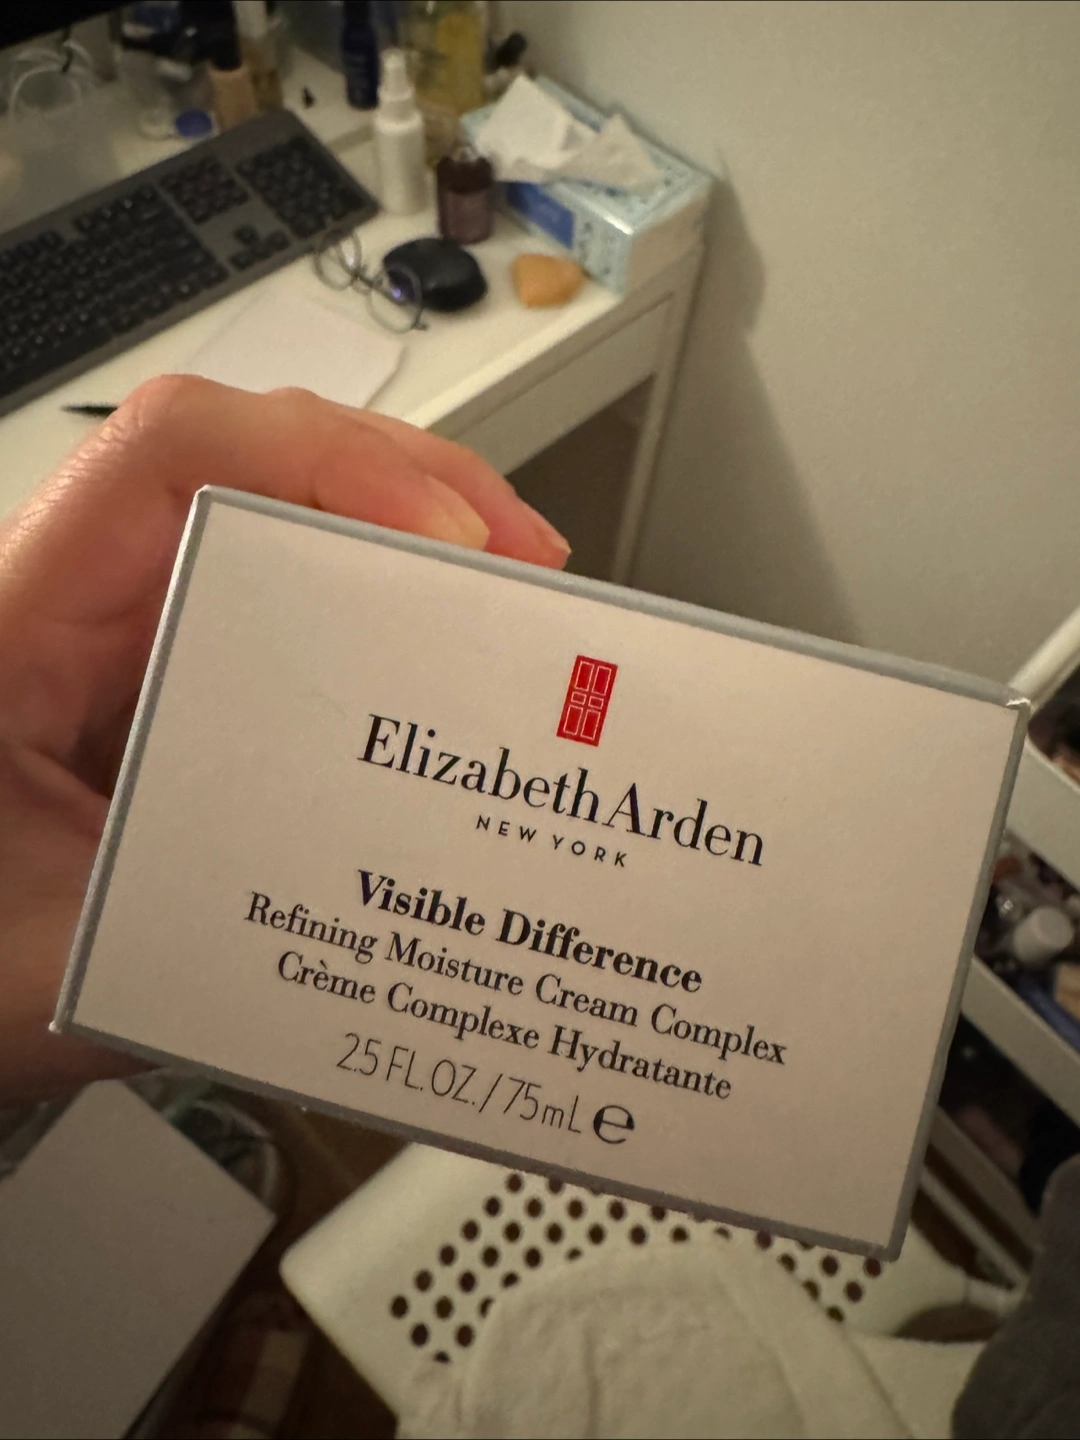 Elizabeth Arden
NEW YORK
Visible Difference
Refining Moisture Cream Complex
Crème Complexe Hydratante
2.5 FL.OZ./75mL ℮